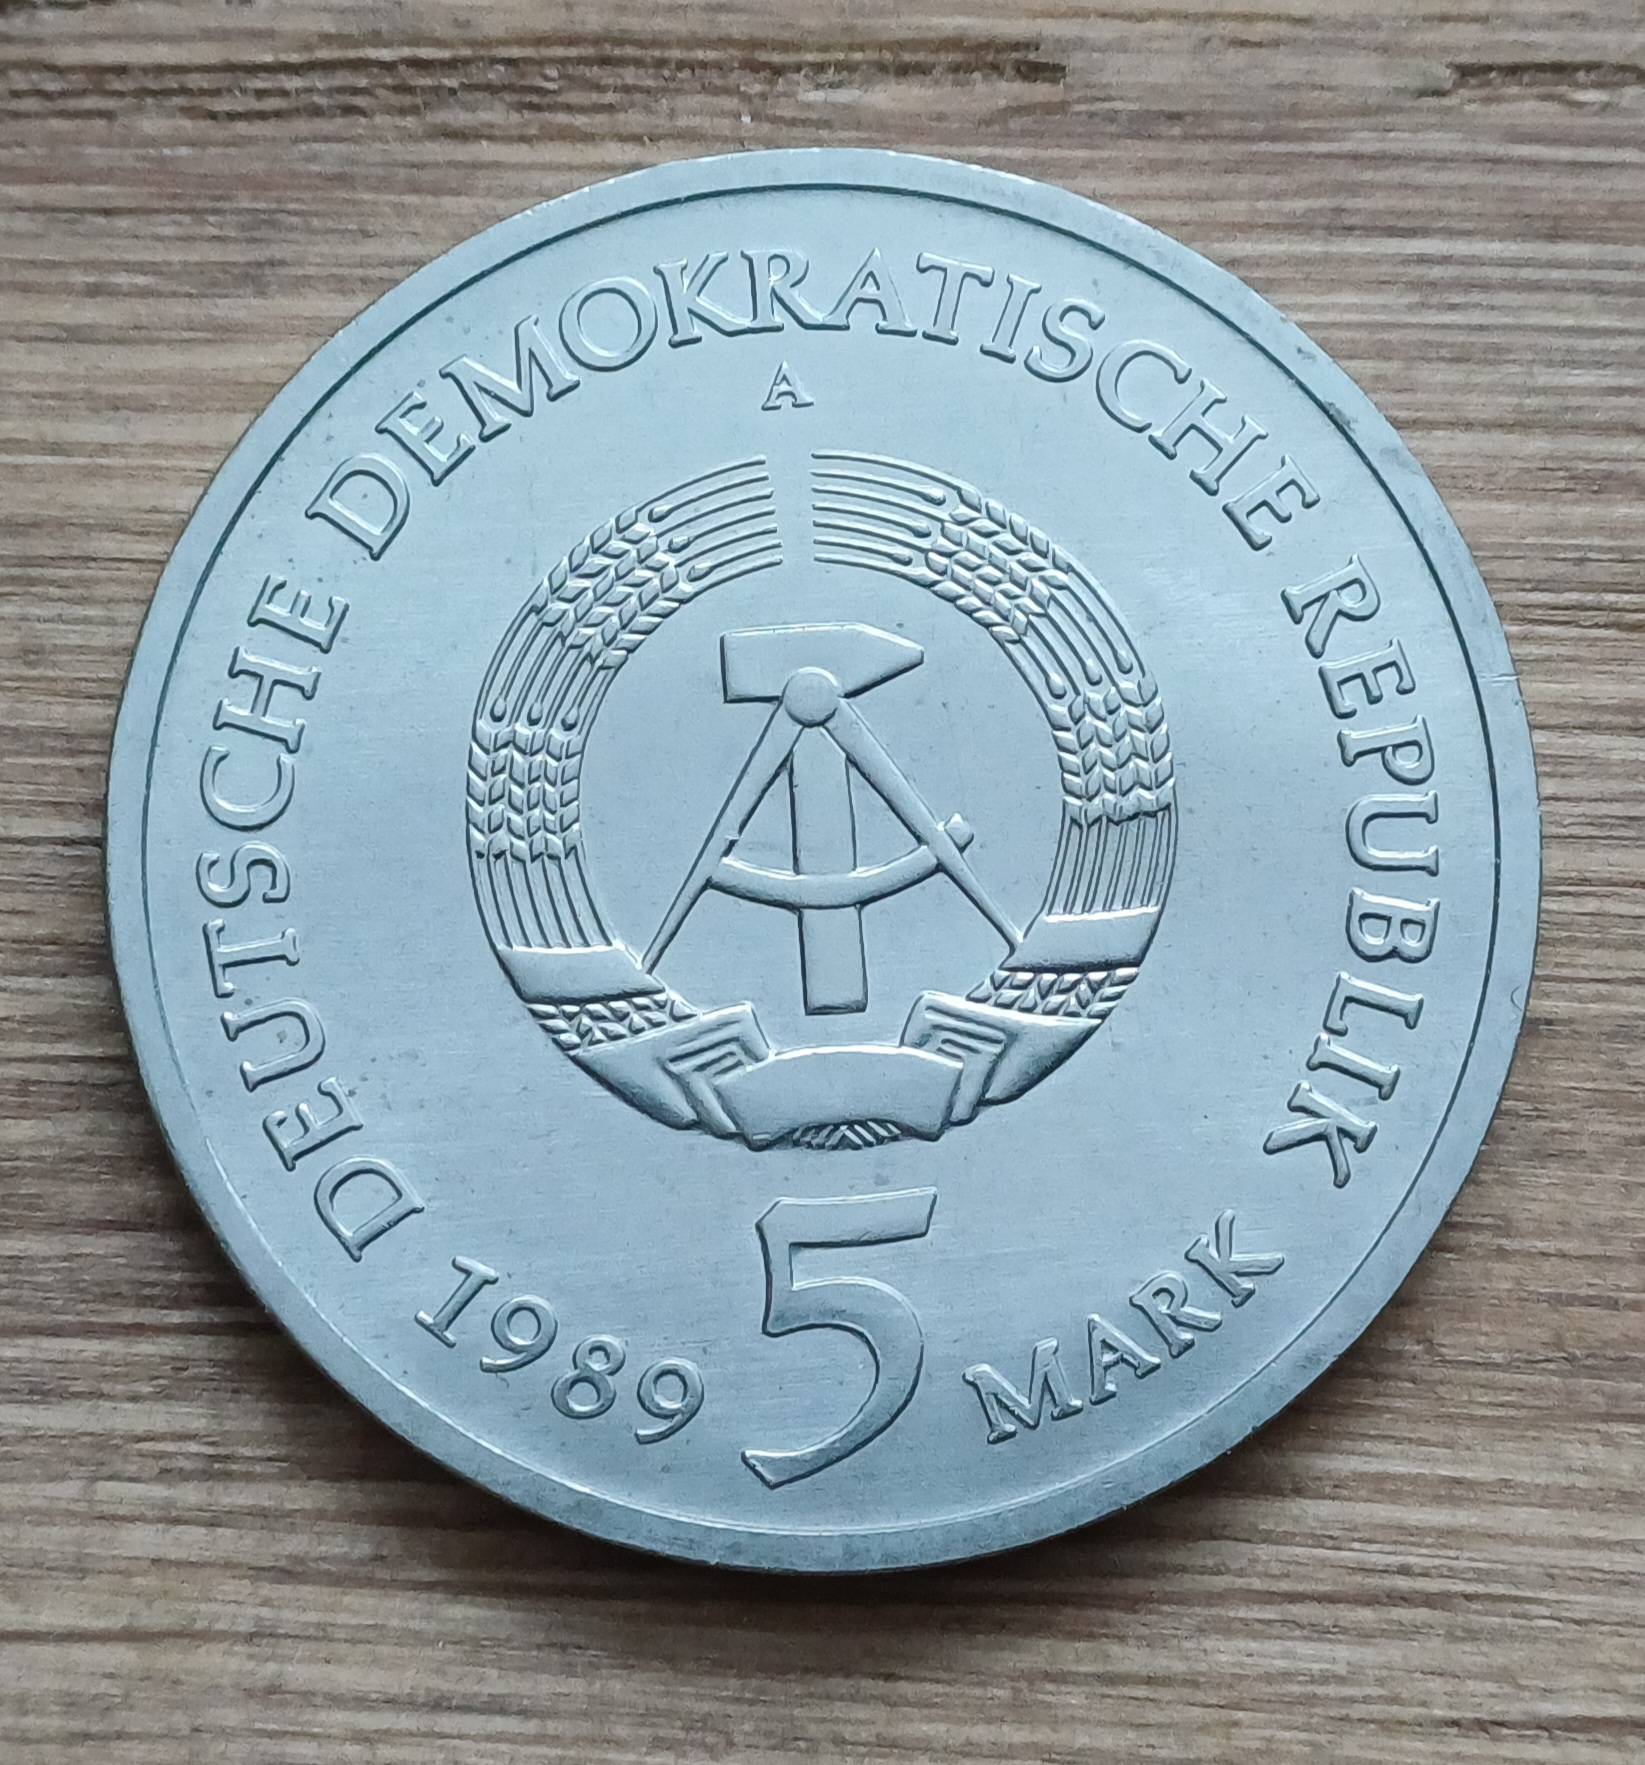 DEUTSCHE DEMOKRATISCHE REPUBLIK
A
1989 5 MARK